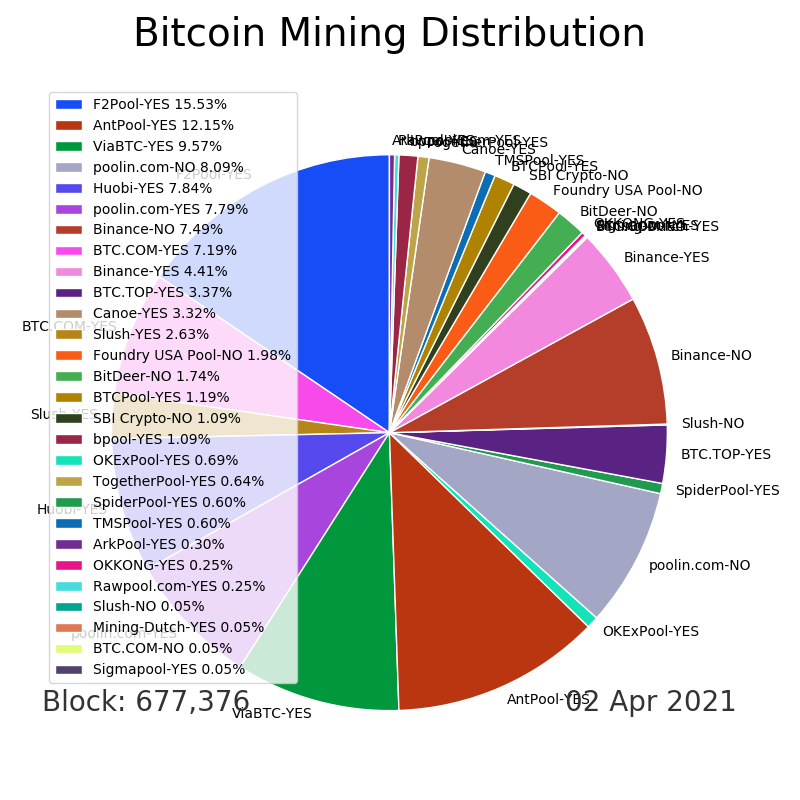 Bitcoin Mining Distribution
F2Pool-YES 15.53%
AntPool-YES 12.15%
ViaBTC-YES 9.57%
poolin.com-NO 8.09%
Huobi-YES 7.84%
poolin.com-YES 7.79%
Binance-NO 7.49%
BTC.COM-YES 7.19%
Binance-YES 4.41%
BTC.TOP-YES 3.37%
Canoe-YES 3.32%
Slush-YES 2.63%
Foundry USA Pool-NO 1.98%
BitDeer-NO 1.74%
BTCPool-YES 1.19%
SBI Crypto-NO 1.09%
bpool-YES 1.09%
OKExPool-YES 0.69%
TogetherPool-YES 0.64%
SpiderPool-YES 0.60%
TMSPool-YES 0.60%
ArkPool-YES 0.30%
OKKONG-YES 0.25%
Rawpool.com-YES 0.25%
Slush-NO 0.05%
Mining-Dutch-YES 0.05%
BTC.COM-NO 0.05%
Sigmapool-YES 0.05%
F2Pool-YES
BTC.COM-YES
Slush-YES
Huobi-YES
poolin.com-YES
ViaBTC-YES
AntPool-YES
OKExPool-YES
poolin.com-NO
SpiderPool-YES
BTC.TOP-YES
Slush-NO
Binance-NO
Binance-YES
OKKONG-YES
BitDeer-NO
Foundry USA Pool-NO
SBI Crypto-NO
BTCPool-YES
TMSPool-YES
Canoe-YES
Block: 677,376
02 Apr 2021